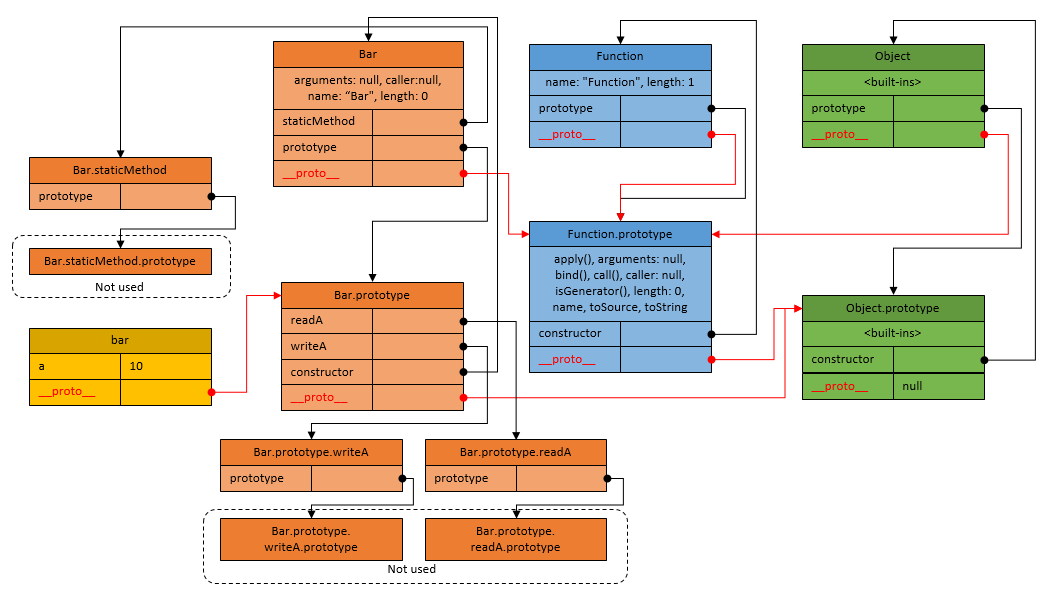 Bar
arguments: null, caller:null,
name: “Bar", length: 0
staticMethod
prototype
__proto__
Function
name: "Function", length: 1
prototype
__proto__
Object
<built-ins>
prototype
__proto__
Bar.staticMethod
prototype
Bar.staticMethod.prototype
Not used
Function.prototype
apply(), arguments: null,
bind(), call(), caller: null,
isGenerator(), length: 0,
name, toSource, toString
constructor
__proto__
Bar.prototype
readA
writeA
constructor
__proto__
Object.prototype
<built-ins>
constructor
__proto__ null
bar
a 10
__proto__
Bar.prototype.writeA
prototype
Bar.prototype.readA
prototype
Bar.prototype.
writeA.prototype
Bar.prototype.
readA.prototype
Not used